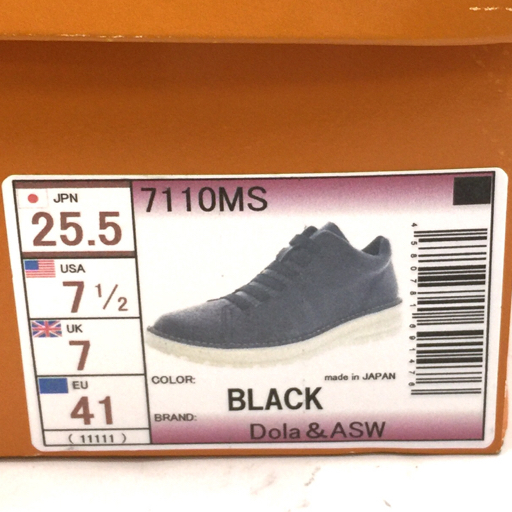 JPN
25.5
USA
7 1/2
UK
7
EU
41
(11111)
7110MS
COLOR:
made in JAPAN
BLACK
BRAND:
Dola&ASW